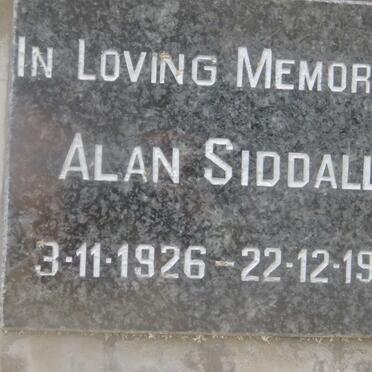 IN LOVING MEMOR
ALAN SIDDALL
3-11-1926 - 22-12-19